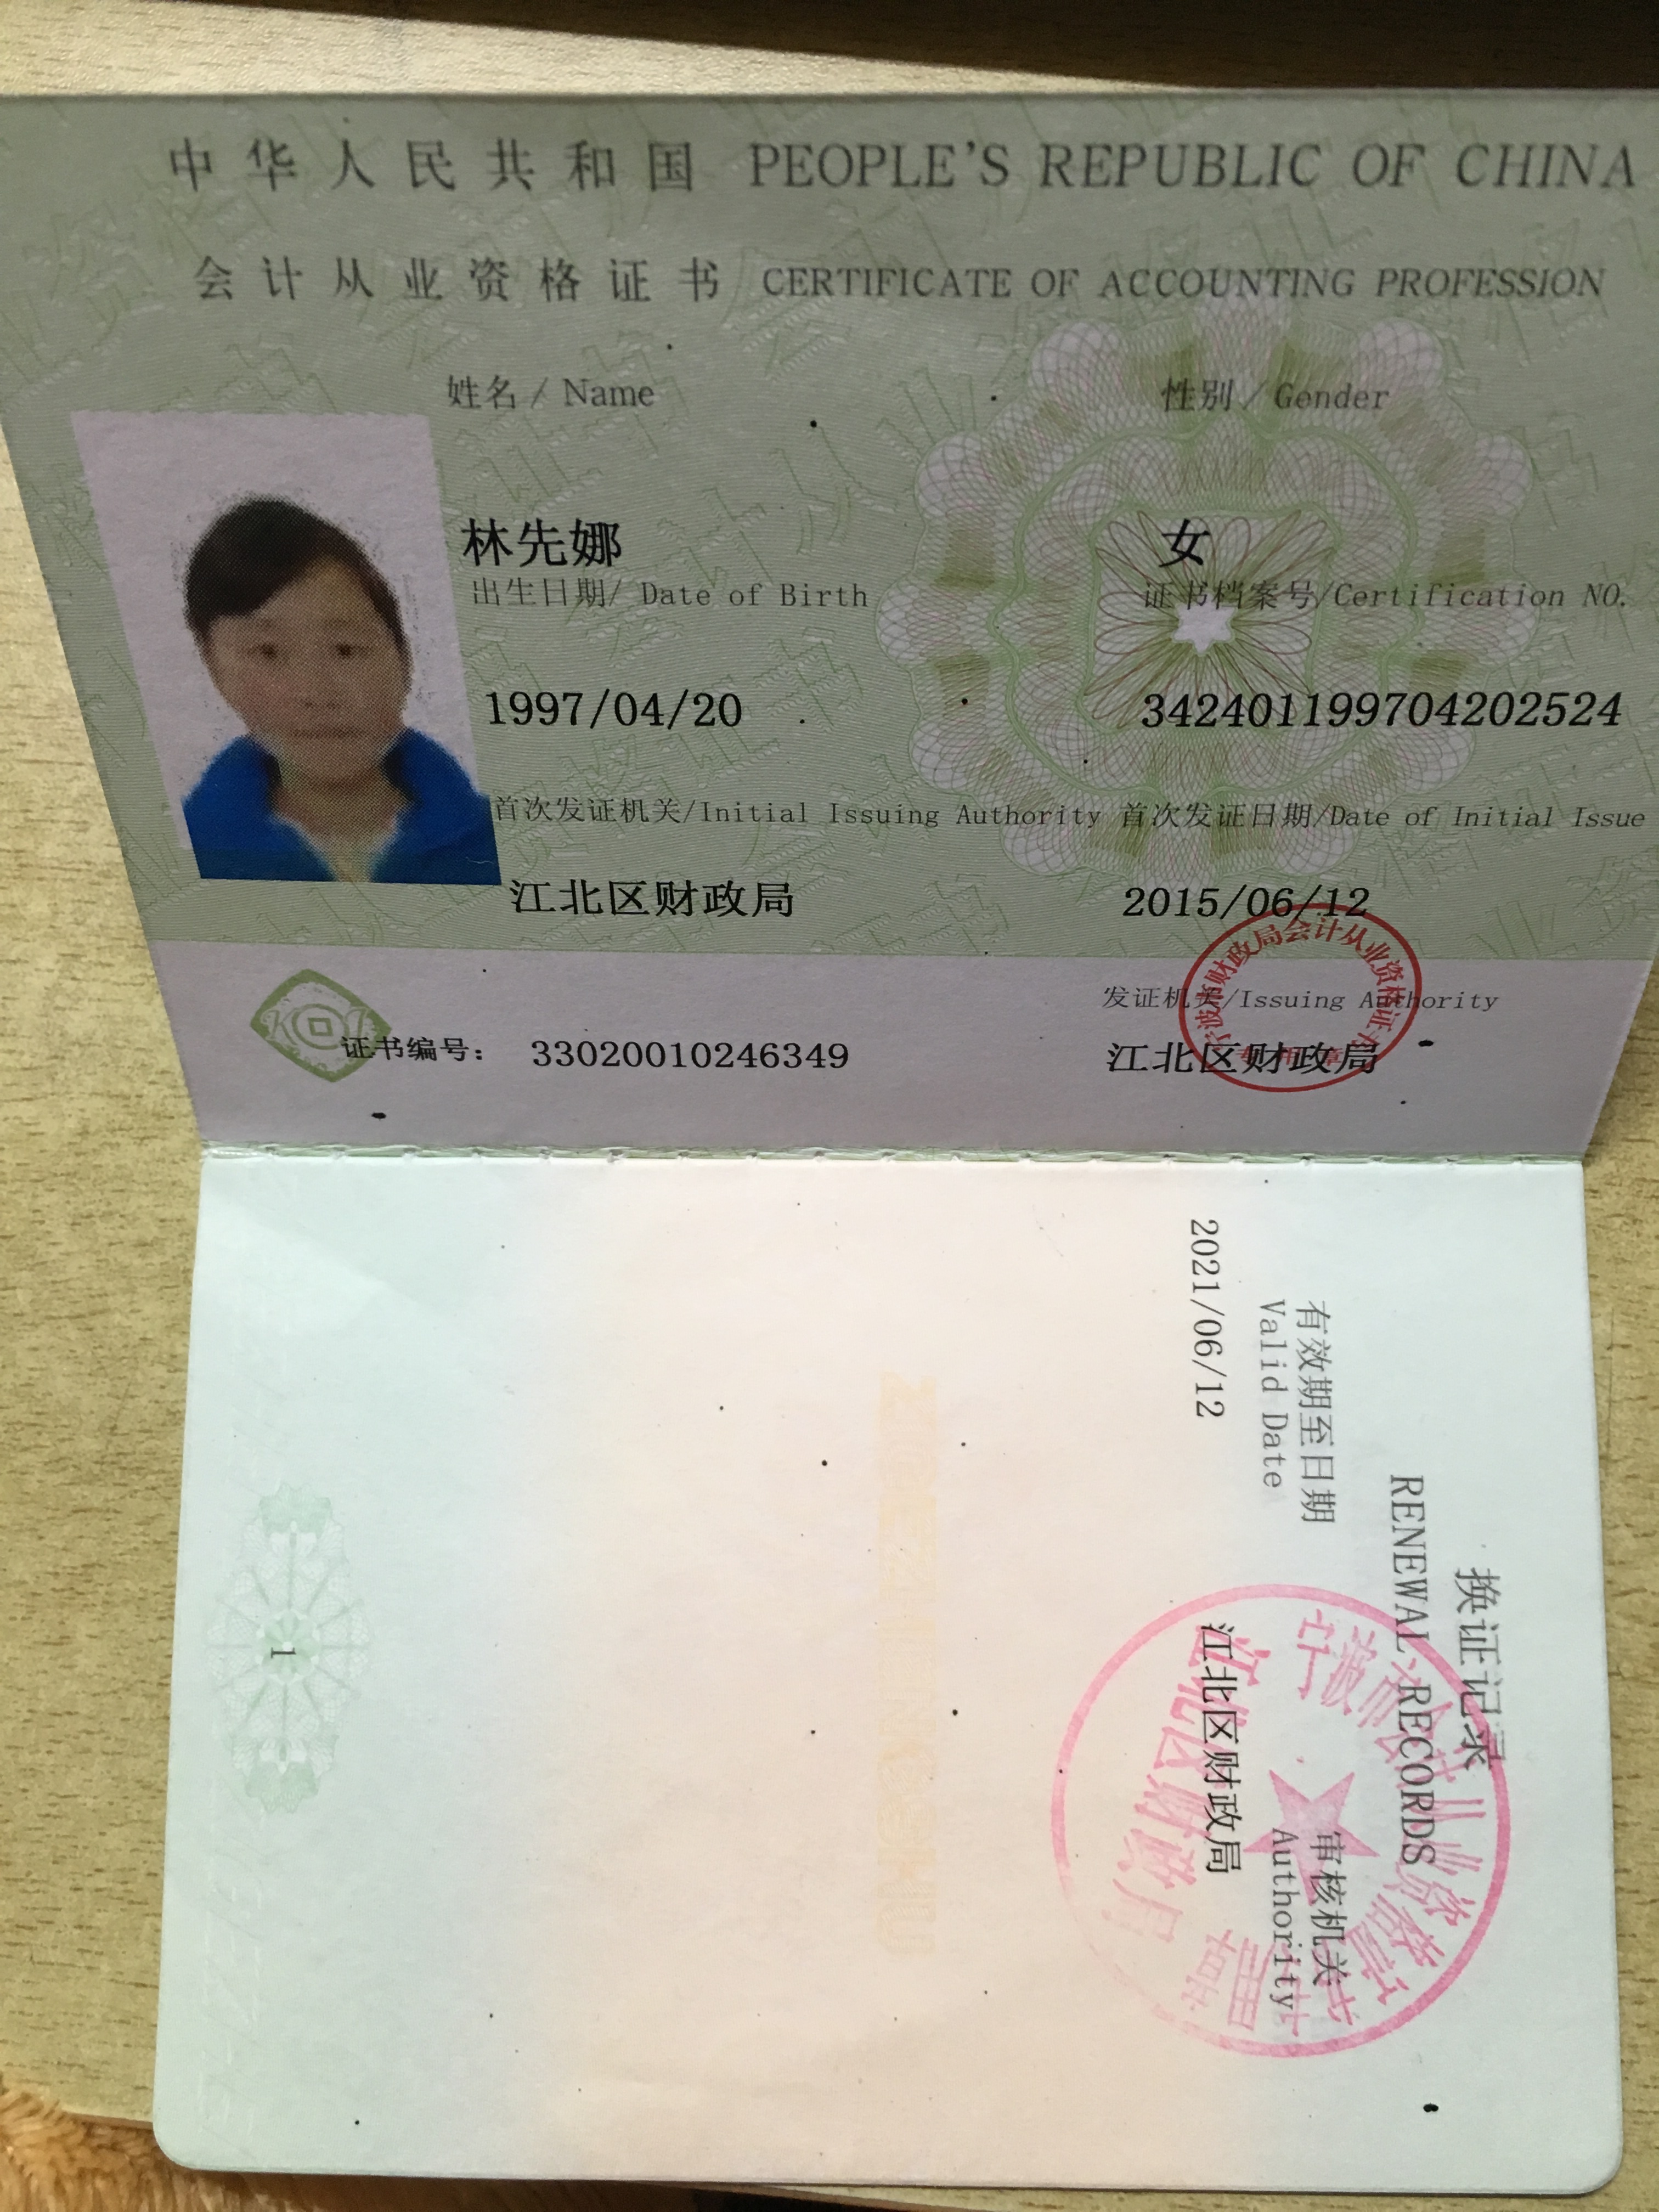 中华人民共和国 PEOPLE'S REPUBLIC OF CHINA
会计从业资格证书 CERTIFICATE OF ACCOUNTING PROFESSION
姓名/Name 性别/Gender
林先娜 女
出生日期/Date of Birth 证书档案号/Certification NO.
1997/04/20 342401199704202524
首次发证机关/Initial Issuing Authority 首次发证日期/Date of Initial Issue
江北区财政局 2015/06/12
发证机关/Issuing Authority
证书编号: 33020010246349 江北区财政局
宁波市财政局会计从业资格证书
专用章
换证记录
RENEWAL RECORDS
有效期至日期 审核机关
Valid Date Authority
2021/06/12 江北区财政局
江北区财政局
1